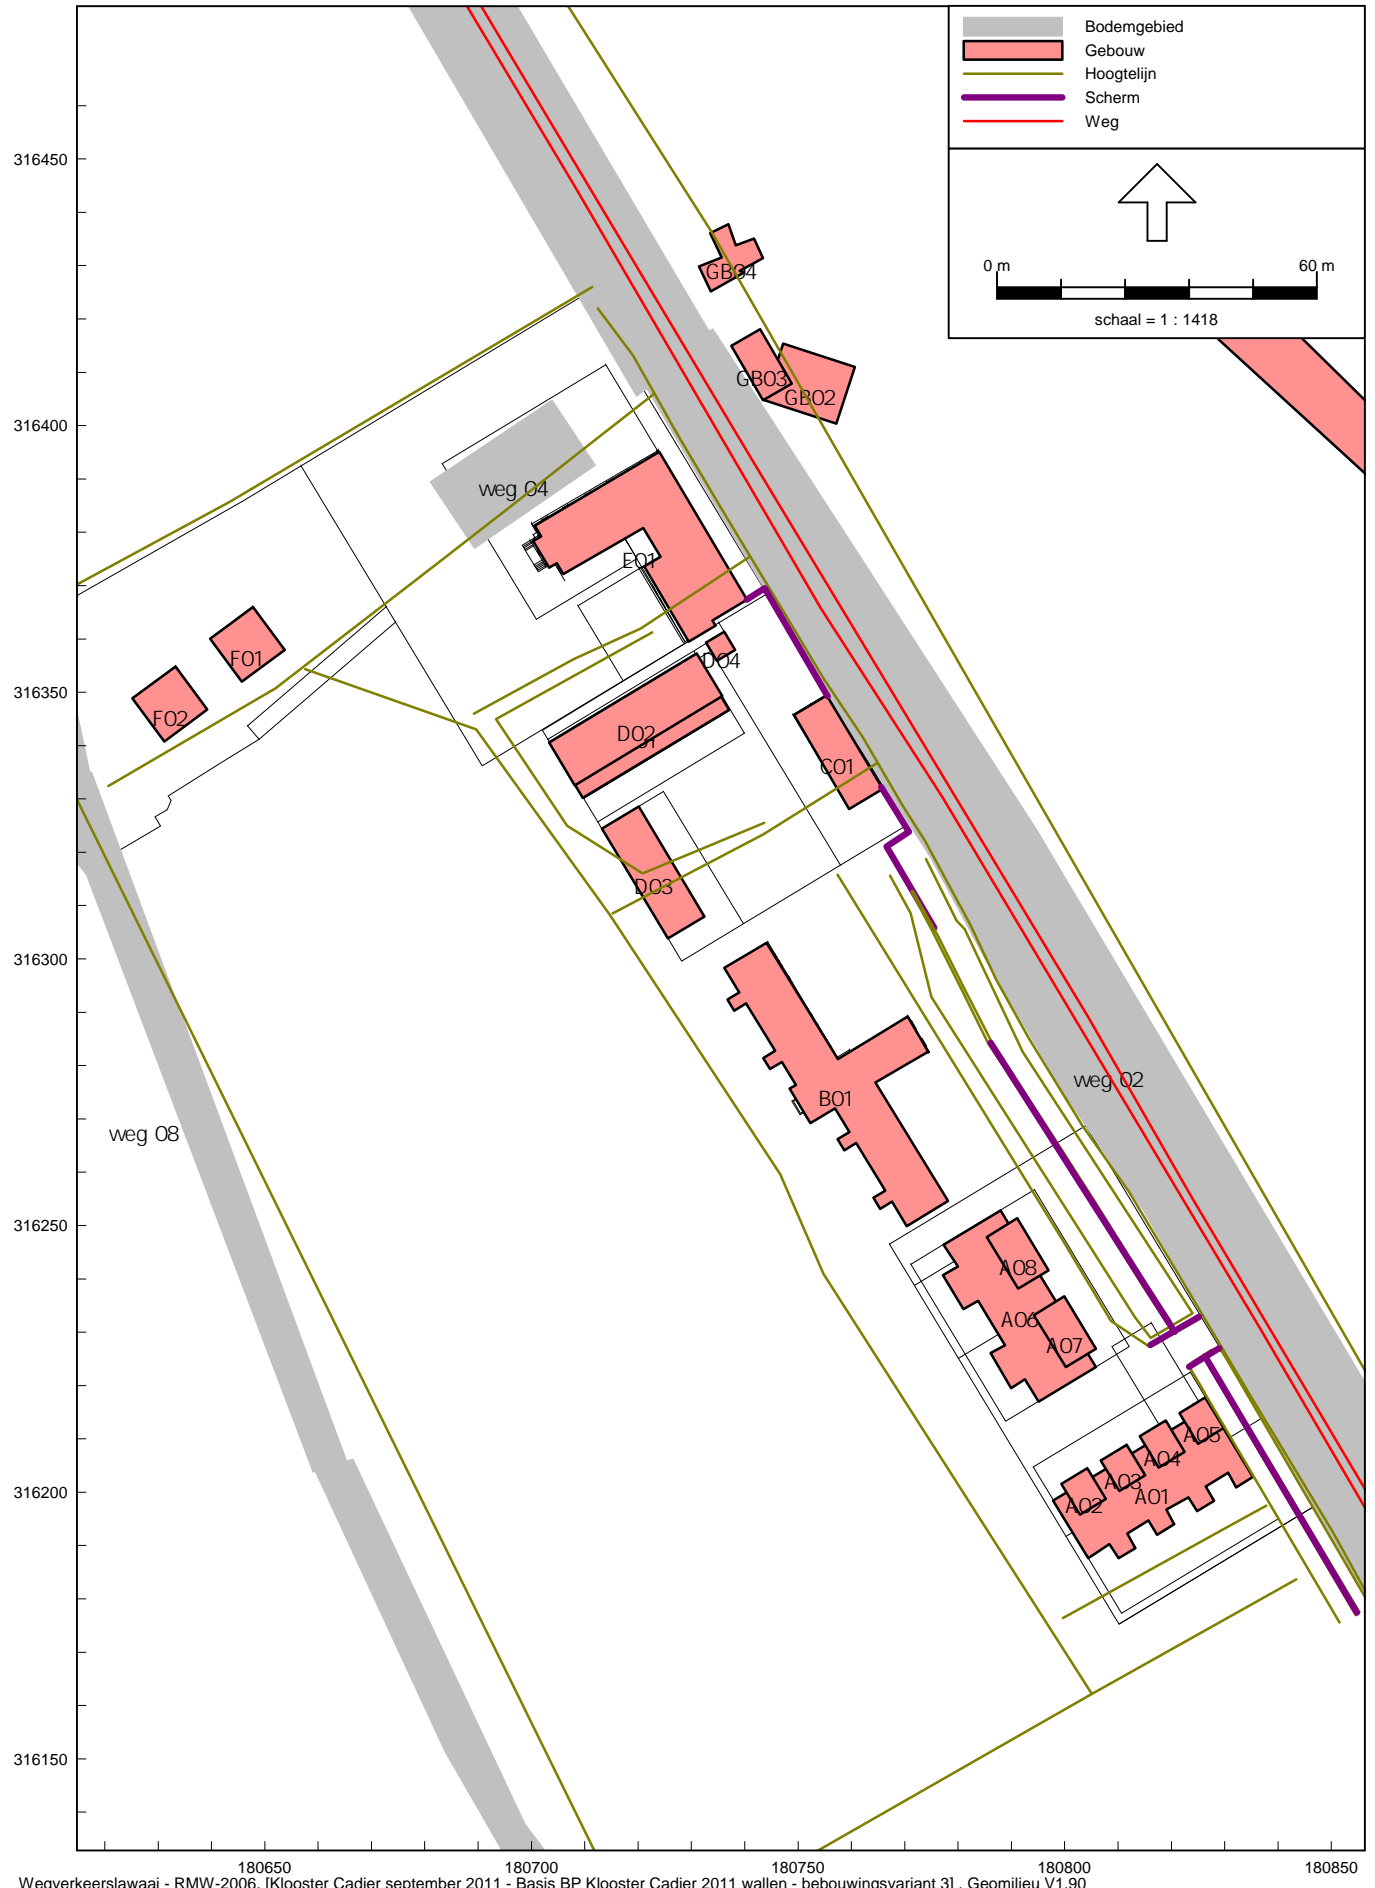 Bodemgebied
Gebouw
Hoogtelijn
Scherm
Weg
0 m
60 m
schaal = 1 : 1418
316450
316400
316350
316300
316250
316200
316150
GB04
GB03
GB02
weg 04
E01
D04
F01
F02
D02
C01
D03
B01
weg 02
weg 08
A08
A06
A07
A05
A04
A03
A02
A01
180650
180700
180750
180800
180850
Wegverkeerslawaai - RMW-2006, [Klooster Cadier september 2011 - Basis BP Klooster Cadier 2011 wallen - bebouwingsvariant 3] , Geomilieu V1.90